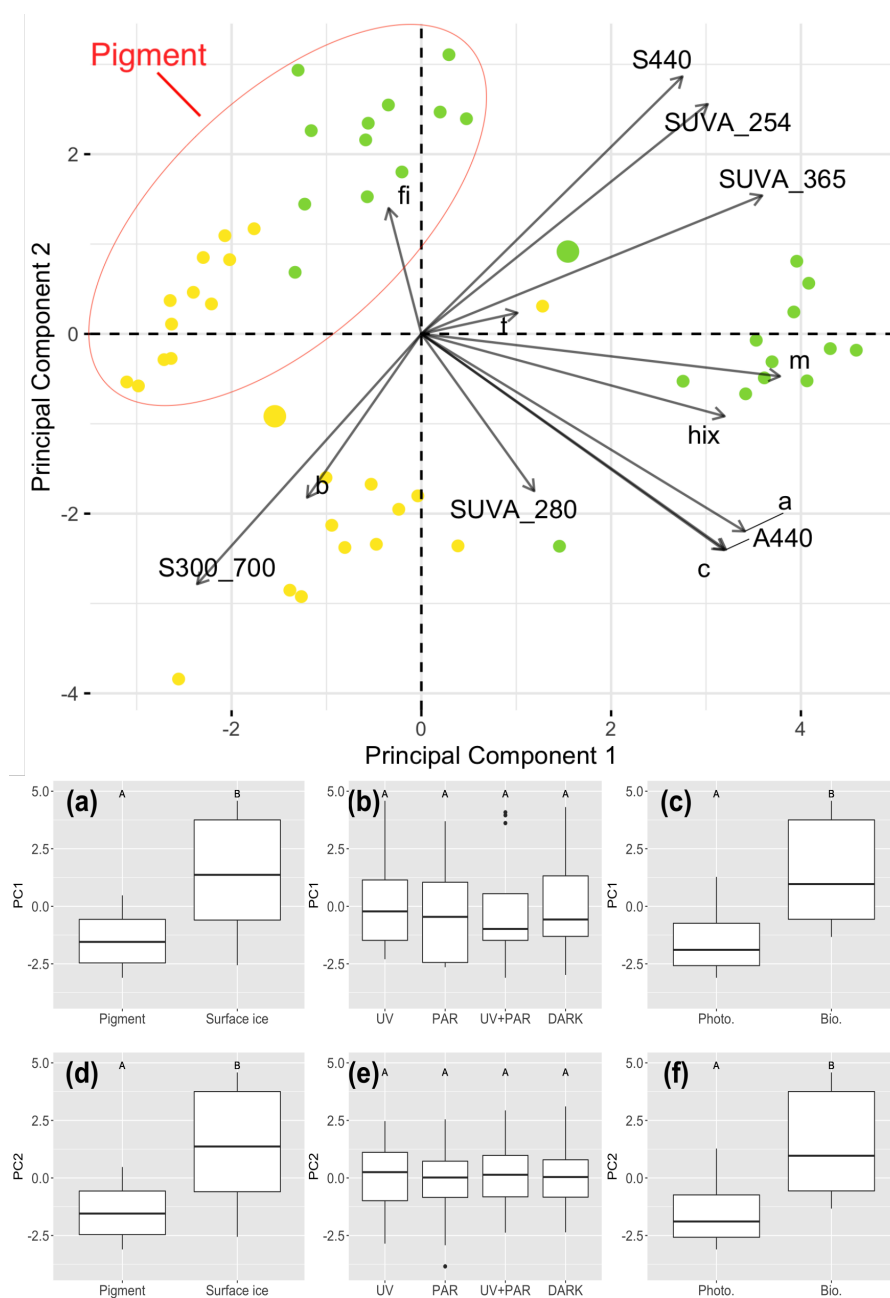 Pigment
S440
SUVA_254
SUVA_365
fi
t
m
hix
b
SUVA_280
a
A440
c
S300_700
2
0
-2
-4
Principal Component 2
-2 0 2 4
Principal Component 1
(a) A B
5.0
2.5
0.0
-2.5
PC1
Pigment Surface ice
(b) A A A A
5.0
2.5
0.0
-2.5
PC1
UV PAR UV+PAR DARK
(c) A B
5.0
2.5
0.0
-2.5
PC1
Photo. Bio.
(d) A B
5.0
2.5
0.0
-2.5
PC2
Pigment Surface ice
(e) A A A A
5.0
2.5
0.0
-2.5
PC2
UV PAR UV+PAR DARK
(f) A B
5.0
2.5
0.0
-2.5
PC2
Photo. Bio.